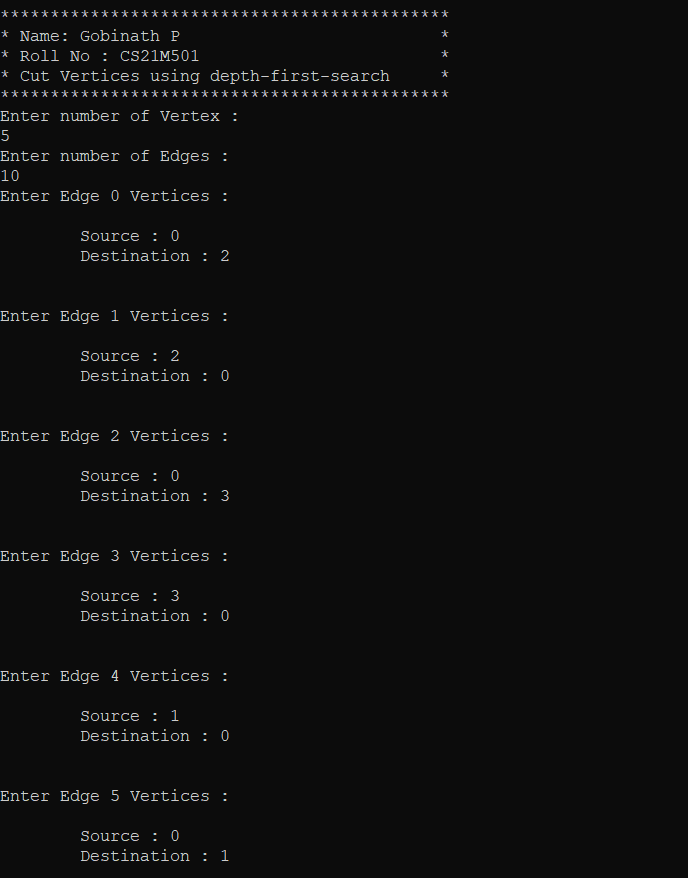 *********************************************
* Name: Gobinath P                          *
* Roll No : CS21M501                        *
* Cut Vertices using depth-first-search     *
*********************************************
Enter number of Vertex :
5
Enter number of Edges :
10
Enter Edge 0 Vertices :
Source : 0
Destination : 2
Enter Edge 1 Vertices :
Source : 2
Destination : 0
Enter Edge 2 Vertices :
Source : 0
Destination : 3
Enter Edge 3 Vertices :
Source : 3
Destination : 0
Enter Edge 4 Vertices :
Source : 1
Destination : 0
Enter Edge 5 Vertices :
Source : 0
Destination : 1